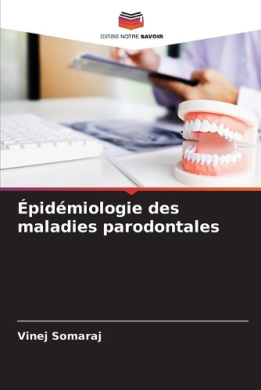 EDITIONS NOTRE SAVOIR
Épidémiologie des
maladies parodontales
Vinej Somaraj